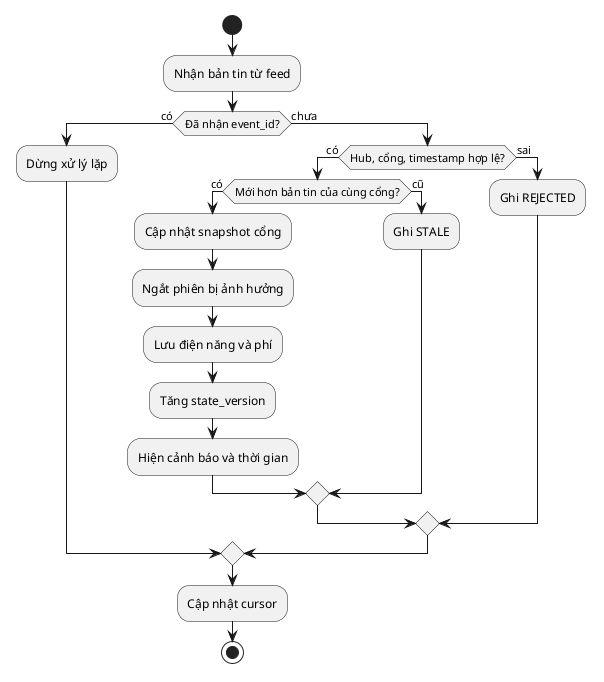 Nhận bản tin từ feed
có
Đã nhận event_id?
chưa
Dừng xử lý lặp
có
Hub, cổng, timestamp hợp lệ?
sai
có
Mới hơn bản tin của cùng cổng?
cũ
Ghi REJECTED
Cập nhật snapshot cổng
Ghi STALE
Ngắt phiên bị ảnh hưởng
Lưu điện năng và phí
Tăng state_version
Hiện cảnh báo và thời gian
Cập nhật cursor